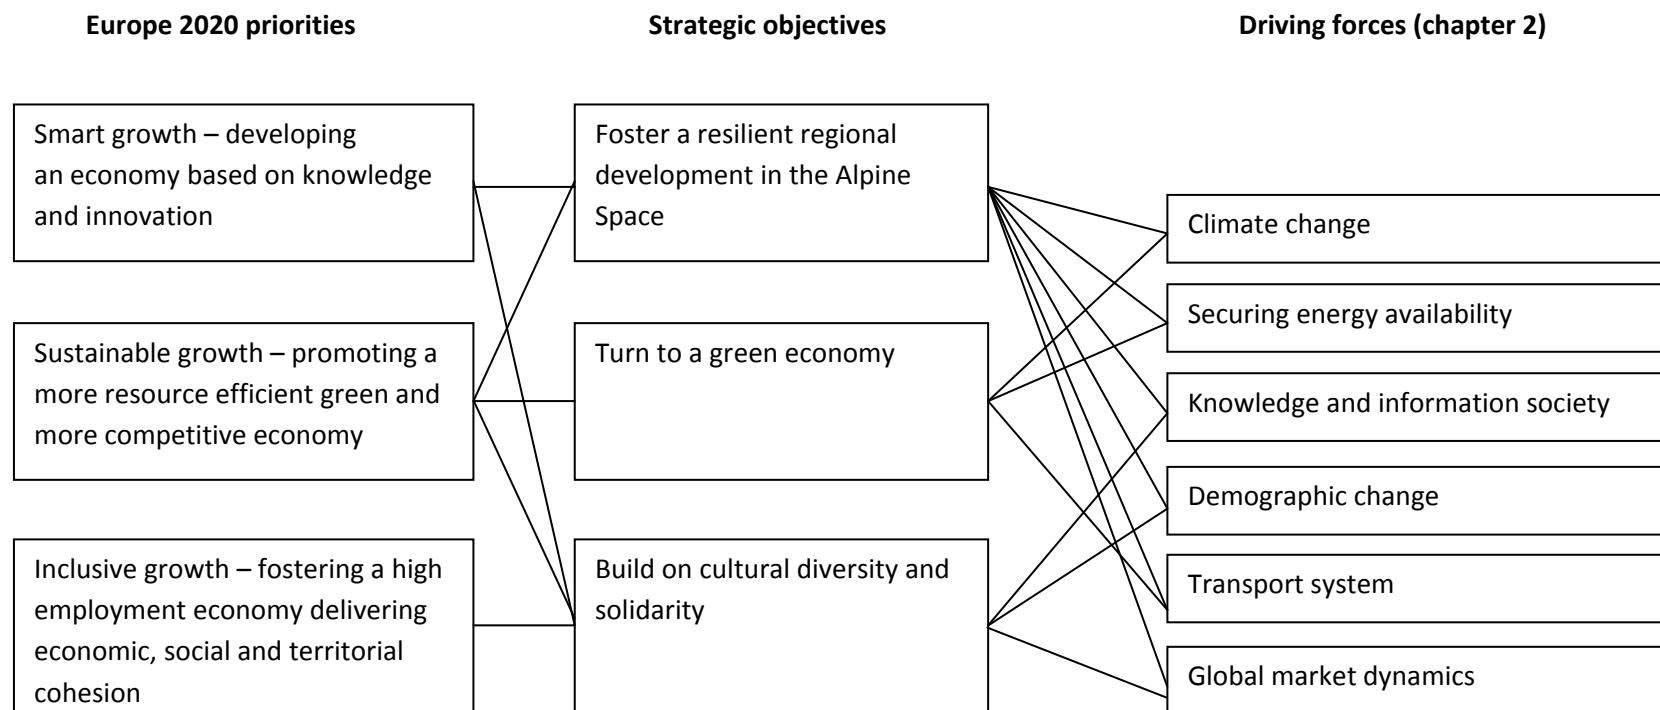 Europe 2020 priorities
Strategic objectives
Driving forces (chapter 2)
Smart growth – developing
an economy based on knowledge
and innovation
Sustainable growth – promoting a
more resource efficient green and
more competitive economy
Inclusive growth – fostering a high
employment economy delivering
economic, social and territorial
cohesion
Foster a resilient regional
development in the Alpine
Space
Turn to a green economy
Build on cultural diversity and
solidarity
Climate change
Securing energy availability
Knowledge and information society
Demographic change
Transport system
Global market dynamics